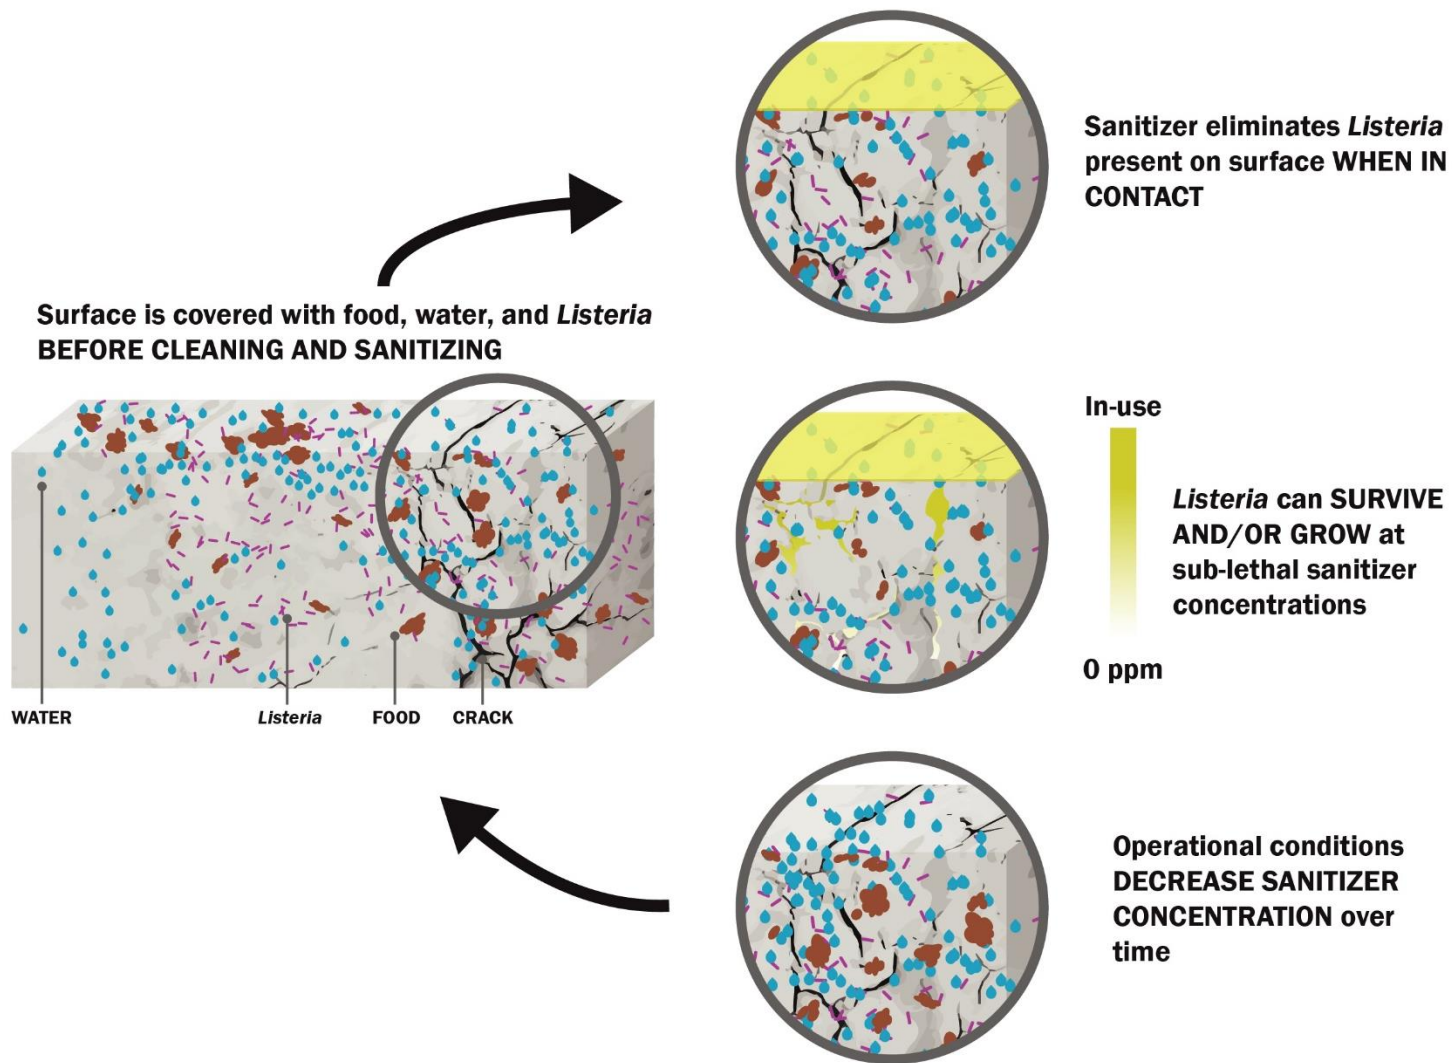 Surface is covered with food, water, and Listeria
BEFORE CLEANING AND SANITIZING
WATER
Listeria
FOOD
CRACK
Sanitizer eliminates Listeria
present on surface WHEN IN
CONTACT
In-use
0 ppm
Listeria can SURVIVE
AND/OR GROW at
sub-lethal sanitizer
concentrations
Operational conditions
DECREASE SANITIZER
CONCENTRATION over
time